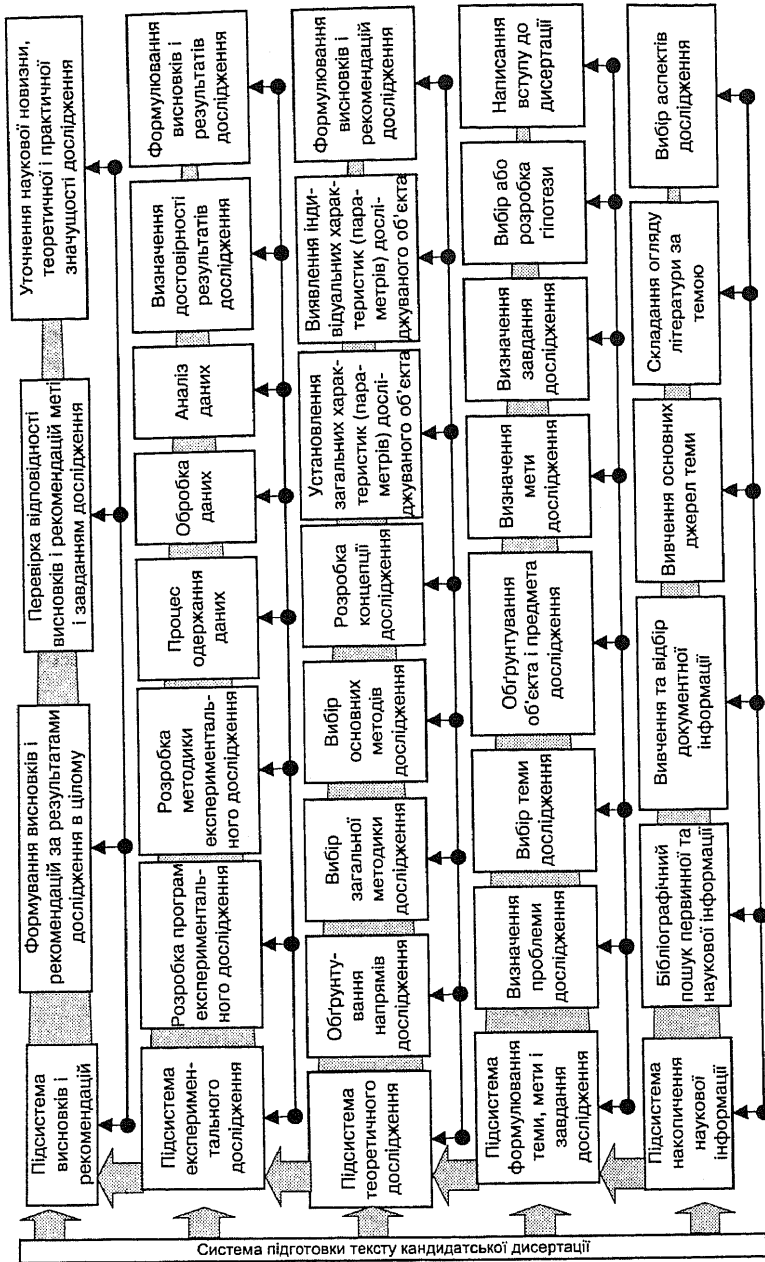 Підсистема
висновків і
рекомендацій
Формування висновків і
рекомендацій за результатами
дослідження в цілому
Перевірка відповідності
висновків і рекомендацій меті
і завданням дослідження
Уточнення наукової новизни,
теоретичної і практичної
значущості дослідження
Підсистема
експеримен-
тального
дослідження
Розробка програм
експерименталь-
ного дослідження
Розробка
методики
експерименталь-
ного дослідження
Процес
одержання
даних
Обробка
даних
Аналіз
даних
Визначення
достовірності
результатів
дослідження
Формулювання
висновків і
результатів
дослідження
Підсистема
теоретичного
дослідження
Обґрунту-
вання
напрямів
дослідження
Вибір
загальної
методики
дослідження
Вибір
основних
методів
дослідження
Розробка
концепції
дослідження
Установлення
загальних харак-
теристик (пара-
метрів) дослі-
джуваного об'єкта
Виявлення інди-
відуальних харак-
теристик (пара-
метрів) дослі-
джуваного об'єкта
Формулювання
висновків і
рекомендацій
дослідження
Підсистема
формулювання
теми, мети і
завдання
дослідження
Визначення
проблеми
дослідження
Вибір теми
дослідження
Обґрунтування
об'єкта і предмета
дослідження
Визначення
мети
дослідження
Визначення
завдання
дослідження
Вибір або
розробка
гіпотези
Написання
вступу до
дисертації
Підсистема
накопичення
наукової
інформації
Бібліографічний
пошук первинної та
наукової інформації
Вивчення та відбір
документної
інформації
Вивчення основних
джерел теми
Складання огляду
літератури за
темою
Вибір аспектів
дослідження
Система підготовки тексту кандидатської дисертації